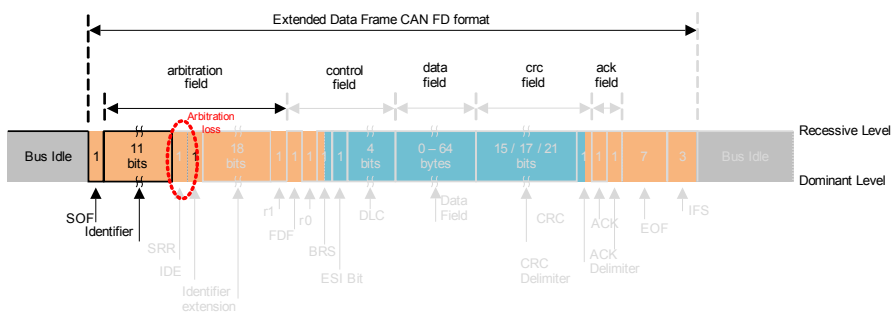 Extended Data Frame CAN FD format
arbitration
field
control
field
data
field
crc
field
ack
field
Arbitration
loss
Recessive Level
Bus Idle
1
11
bits
1
1
18
bits
1
1
1
1
1
4
bits
0 – 64
bytes
15 / 17 / 21
bits
1
1
1
7
3
Bus Idle
Dominant Level
SOF
Identifier
SRR
IDE
Identifier
extension
r1
FDF
r0
BRS
ESI Bit
DLC
Data
Field
CRC
CRC
Delimiter
ACK
ACK
Delimiter
EOF
IFS